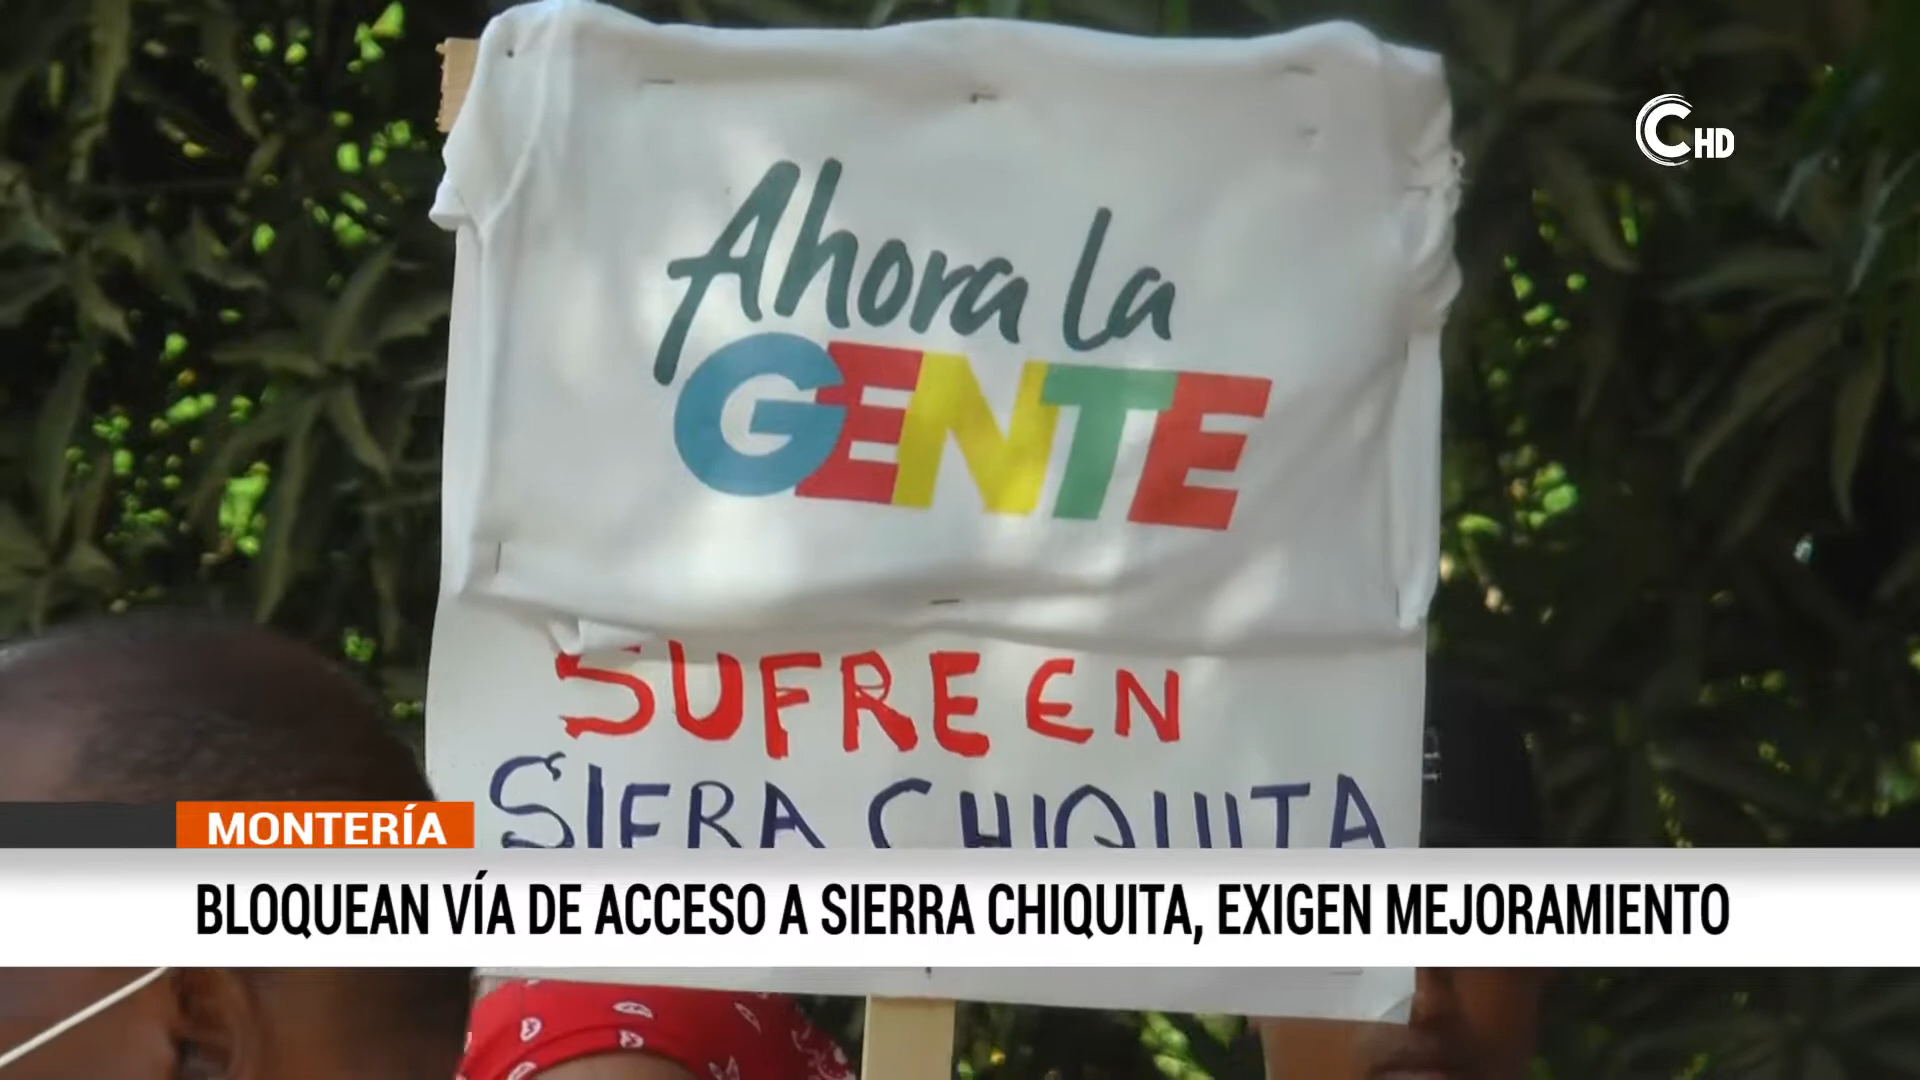 CHD
Ahora la
GENTE
SUFRE EN
SIERA CHIQUITA
MONTERÍA
BLOQUEAN VÍA DE ACCESO A SIERRA CHIQUITA, EXIGEN MEJORAMIENTO